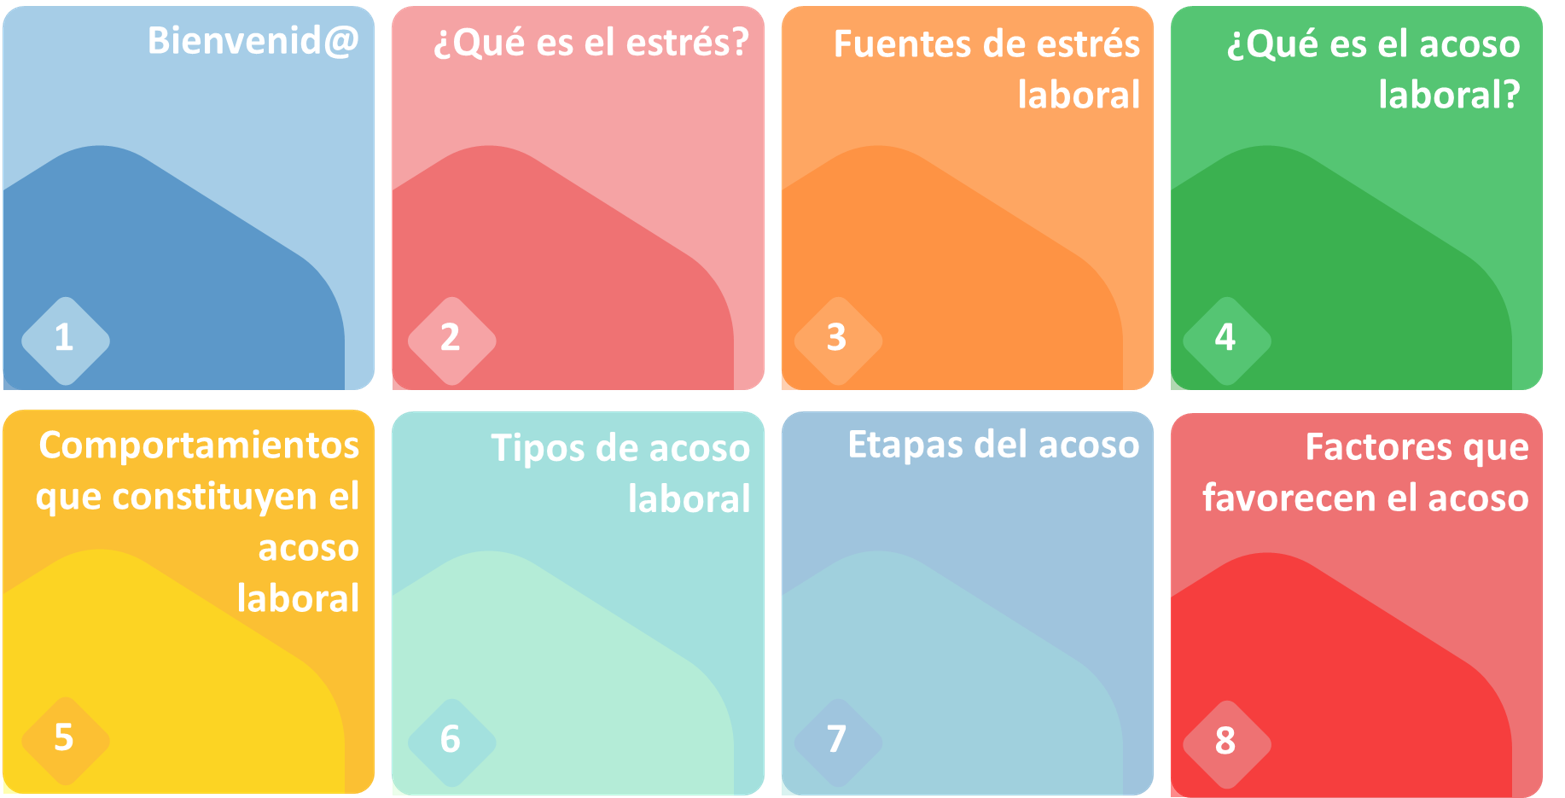 Bienvenid@
1
¿Qué es el estrés?
2
Fuentes de estrés
laboral
3
¿Qué es el acoso
laboral?
4
Comportamientos
que constituyen el
acoso
laboral
5
Tipos de acoso
laboral
6
Etapas del acoso
7
Factores que
favorecen el acoso
8